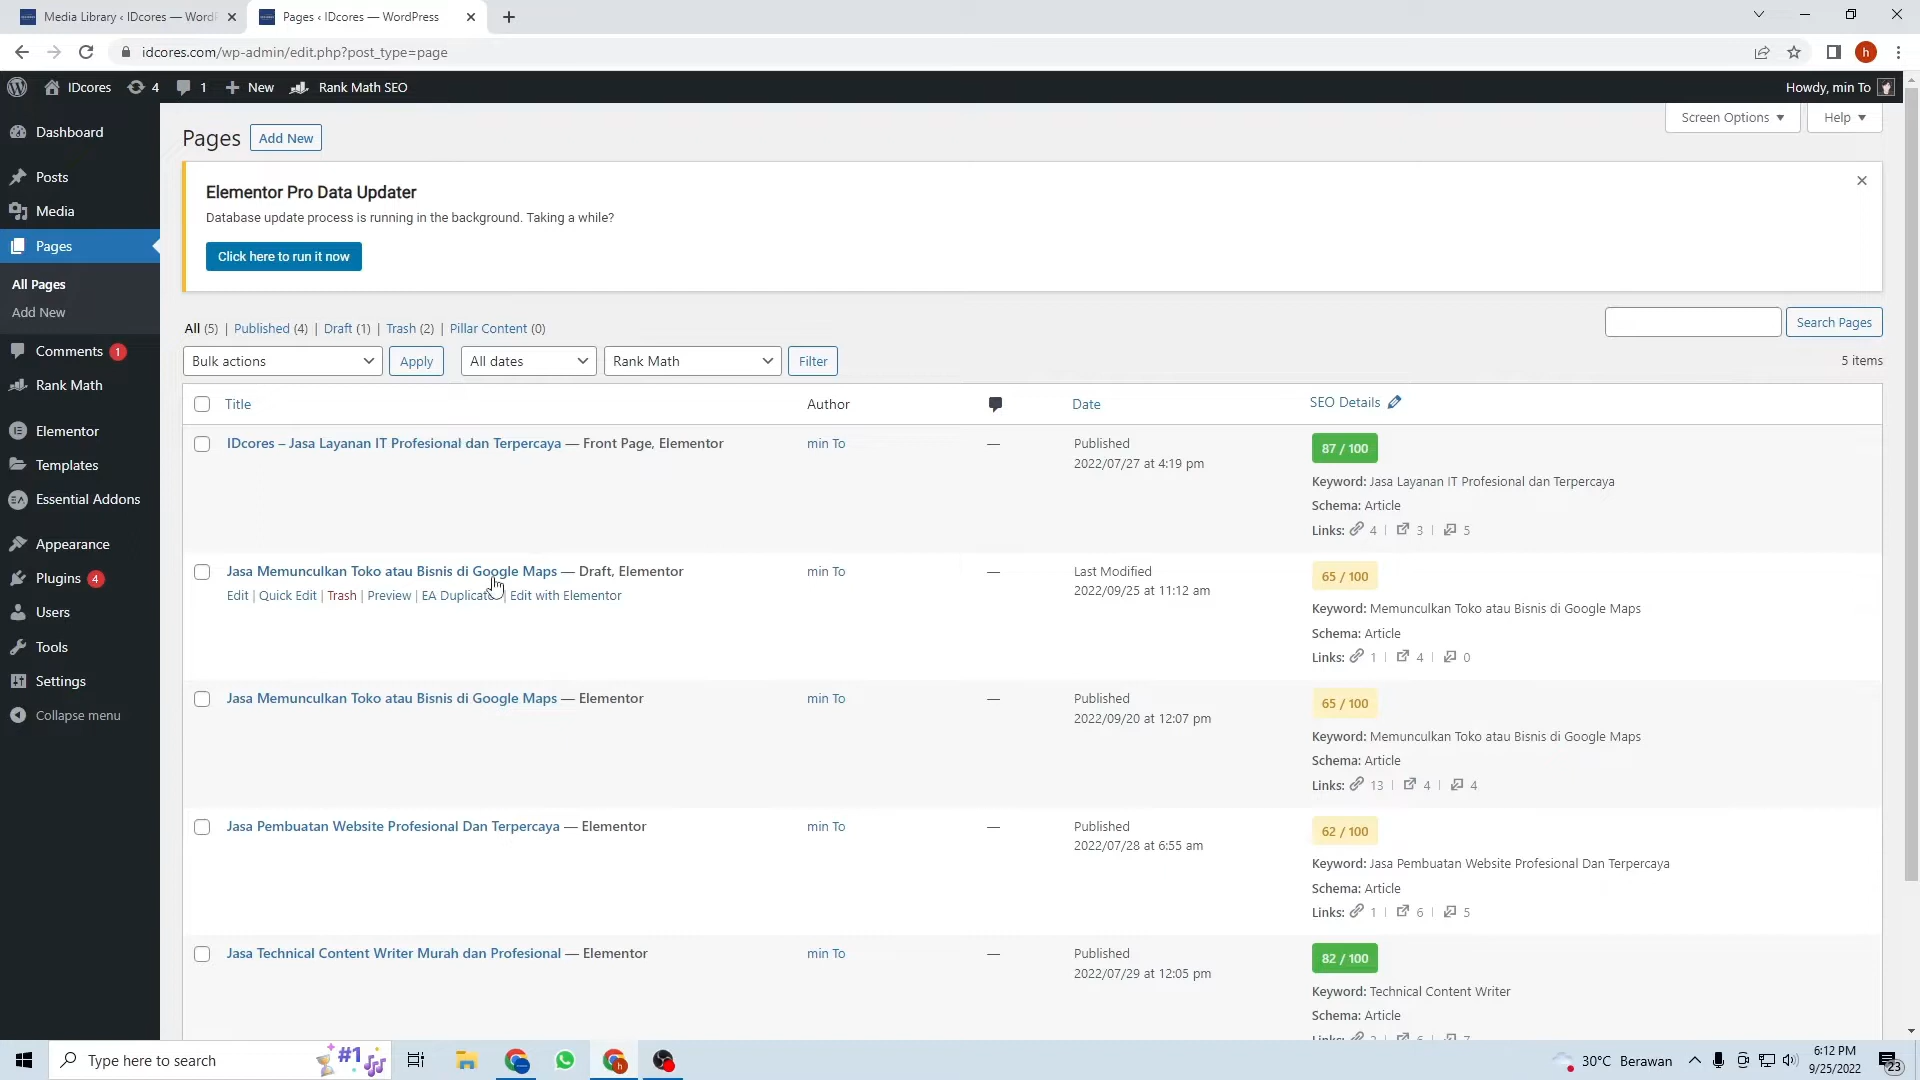 Media Library ‹ IDcores — WordP
Pages ‹ IDcores — WordPress
idcores.com/wp-admin/edit.php?post_type=page
h
IDcores
4
1
New
Rank Math SEO
Howdy, min To
Dashboard
Posts
Media
Pages
All Pages
Add New
Comments 1
Rank Math
Elementor
Templates
Essential Addons
Appearance
Plugins 4
Users
Tools
Settings
Collapse menu
Screen Options
Help
Pages
Add New
Elementor Pro Data Updater
Database update process is running in the background. Taking a while?
Click here to run it now
All (5) | Published (4) | Draft (1) | Trash (2) | Pillar Content (0)
Search Pages
Bulk actions
Apply
All dates
Rank Math
Filter
5 items
Title
Author
Date
SEO Details
IDcores – Jasa Layanan IT Profesional dan Terpercaya — Front Page, Elementor
min To
—
Published
2022/07/27 at 4:19 pm
87 / 100
Keyword: Jasa Layanan IT Profesional dan Terpercaya
Schema: Article
Links: 4 | 3 | 5
Jasa Memunculkan Toko atau Bisnis di Google Maps — Draft, Elementor
Edit | Quick Edit | Trash | Preview | EA Duplicator | Edit with Elementor
min To
—
Last Modified
2022/09/25 at 11:12 am
65 / 100
Keyword: Memunculkan Toko atau Bisnis di Google Maps
Schema: Article
Links: 1 | 4 | 0
Jasa Memunculkan Toko atau Bisnis di Google Maps — Elementor
min To
—
Published
2022/09/20 at 12:07 pm
65 / 100
Keyword: Memunculkan Toko atau Bisnis di Google Maps
Schema: Article
Links: 13 | 4 | 4
Jasa Pembuatan Website Profesional Dan Terpercaya — Elementor
min To
—
Published
2022/07/28 at 6:55 am
62 / 100
Keyword: Jasa Pembuatan Website Profesional Dan Terpercaya
Schema: Article
Links: 1 | 6 | 5
Jasa Technical Content Writer Murah dan Profesional — Elementor
min To
—
Published
2022/07/29 at 12:05 pm
82 / 100
Keyword: Technical Content Writer
Schema: Article
Type here to search
#1
30°C Berawan
6:12 PM
9/25/2022
23